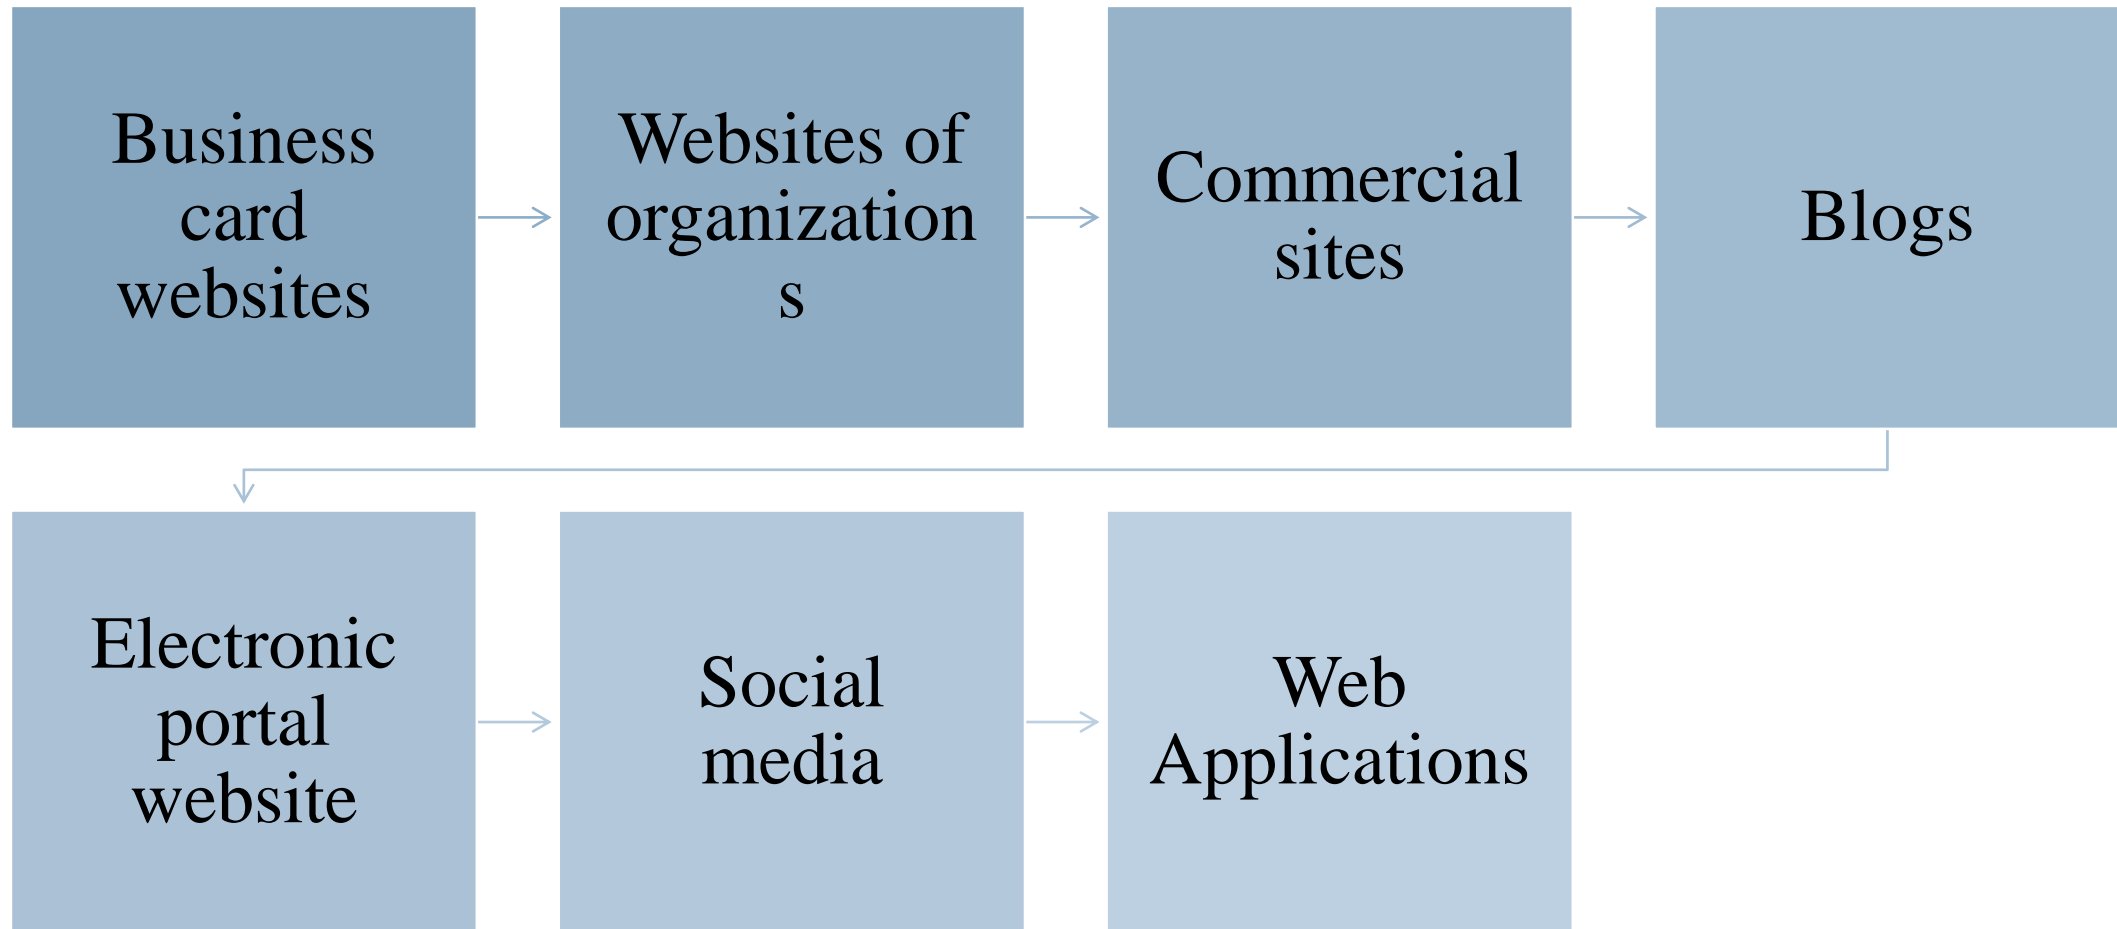 Business
card
websites
Websites of
organization
s
Commercial
sites
Blogs
Electronic
portal
website
Social
media
Web
Applications